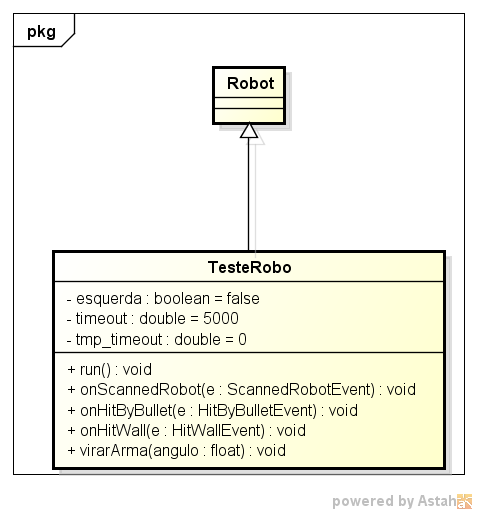 pkg
Robot
TesteRobo
- esquerda : boolean = false
- timeout : double = 5000
- tmp_timeout : double = 0
+ run() : void
+ onScannedRobot(e : ScannedRobotEvent) : void
+ onHitByBullet(e : HitByBulletEvent) : void
+ onHitWall(e : HitWallEvent) : void
+ virarArma(angulo : float) : void
powered by Astah